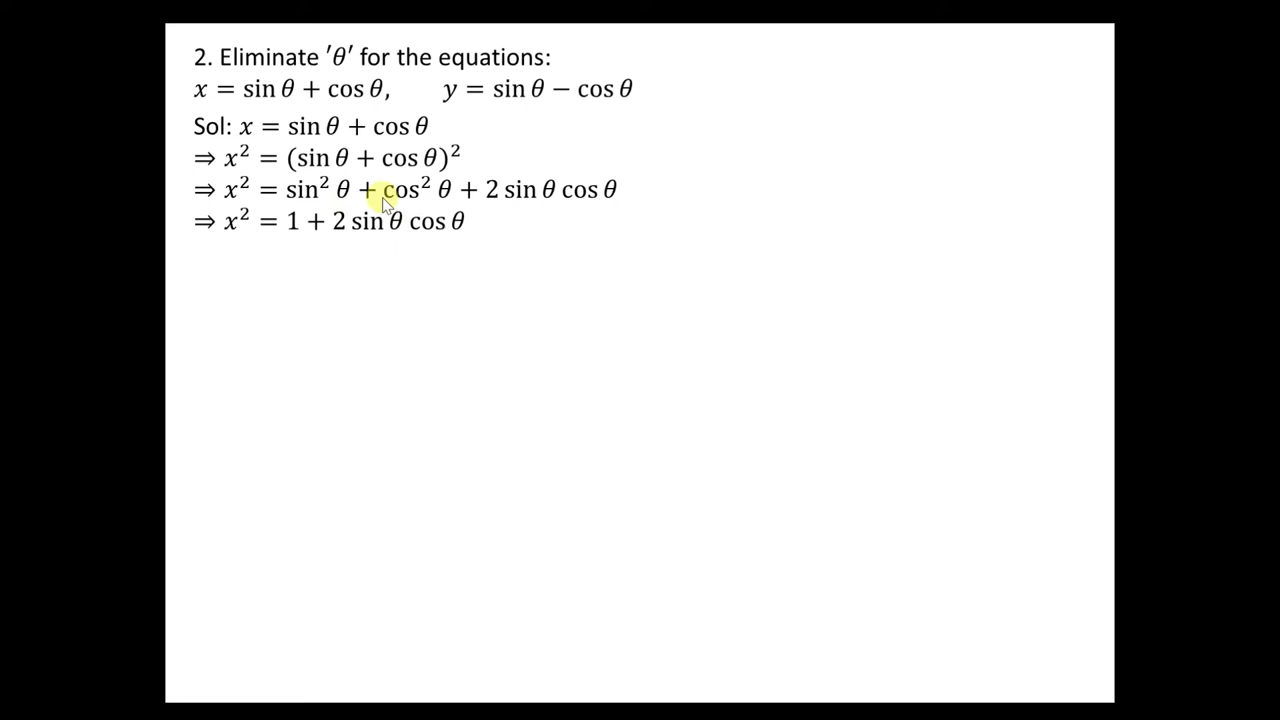 2. Eliminate ′θ′ for the equations:
x = sin θ + cos θ, y = sin θ − cos θ
Sol: x = sin θ + cos θ
⇒ x² = (sin θ + cos θ)²
⇒ x² = sin² θ + cos² θ + 2 sin θ cos θ
⇒ x² = 1 + 2 sin θ cos θ